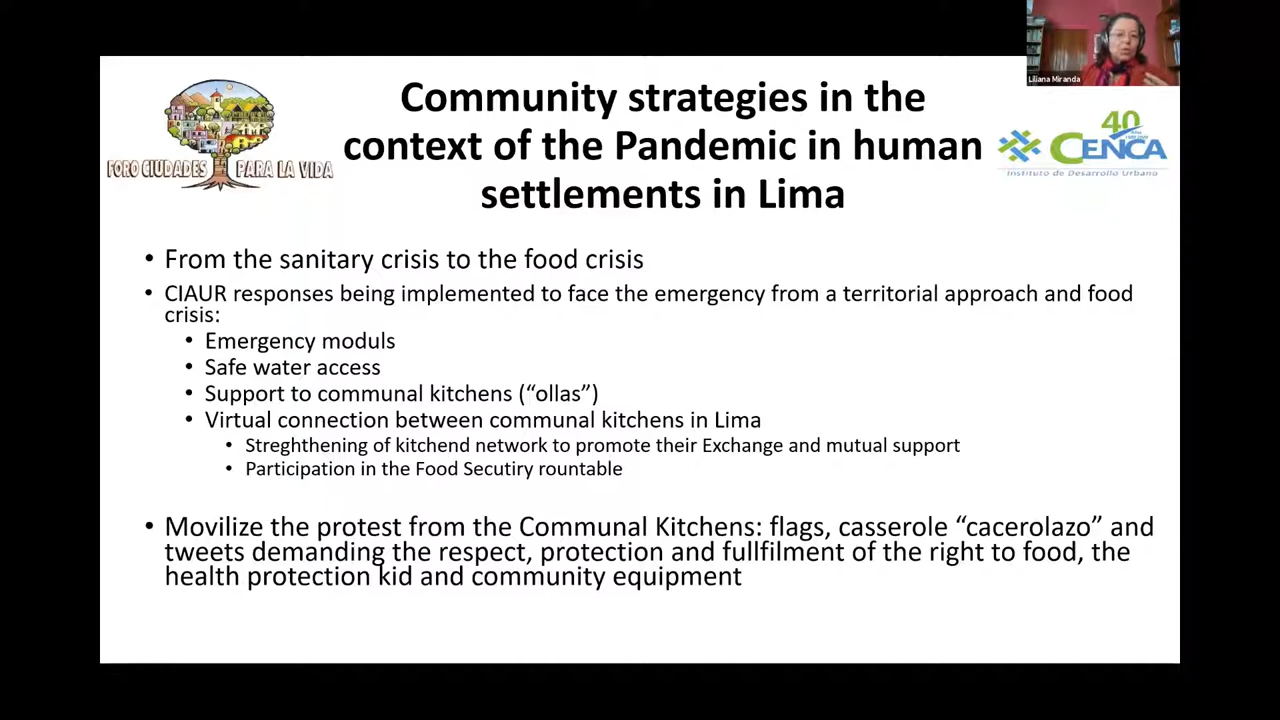 Liliana Miranda
FORO CIUDADES PARA LA VIDA
Community strategies in the
context of the Pandemic in human
settlements in Lima
40
CENCA
Instituto de Desarrollo Urbano
• From the sanitary crisis to the food crisis
• CIAUR responses being implemented to face the emergency from a territorial approach and food
crisis:
• Emergency moduls
• Safe water access
• Support to communal kitchens (“ollas”)
• Virtual connection between communal kitchens in Lima
• Streghthening of kitchend network to promote their Exchange and mutual support
• Participation in the Food Secutiry roundtable
• Movilize the protest from the Communal Kitchens: flags, casserole “cacerolazo” and
tweets demanding the respect, protection and fullfilment of the right to food, the
health protection kid and community equipment